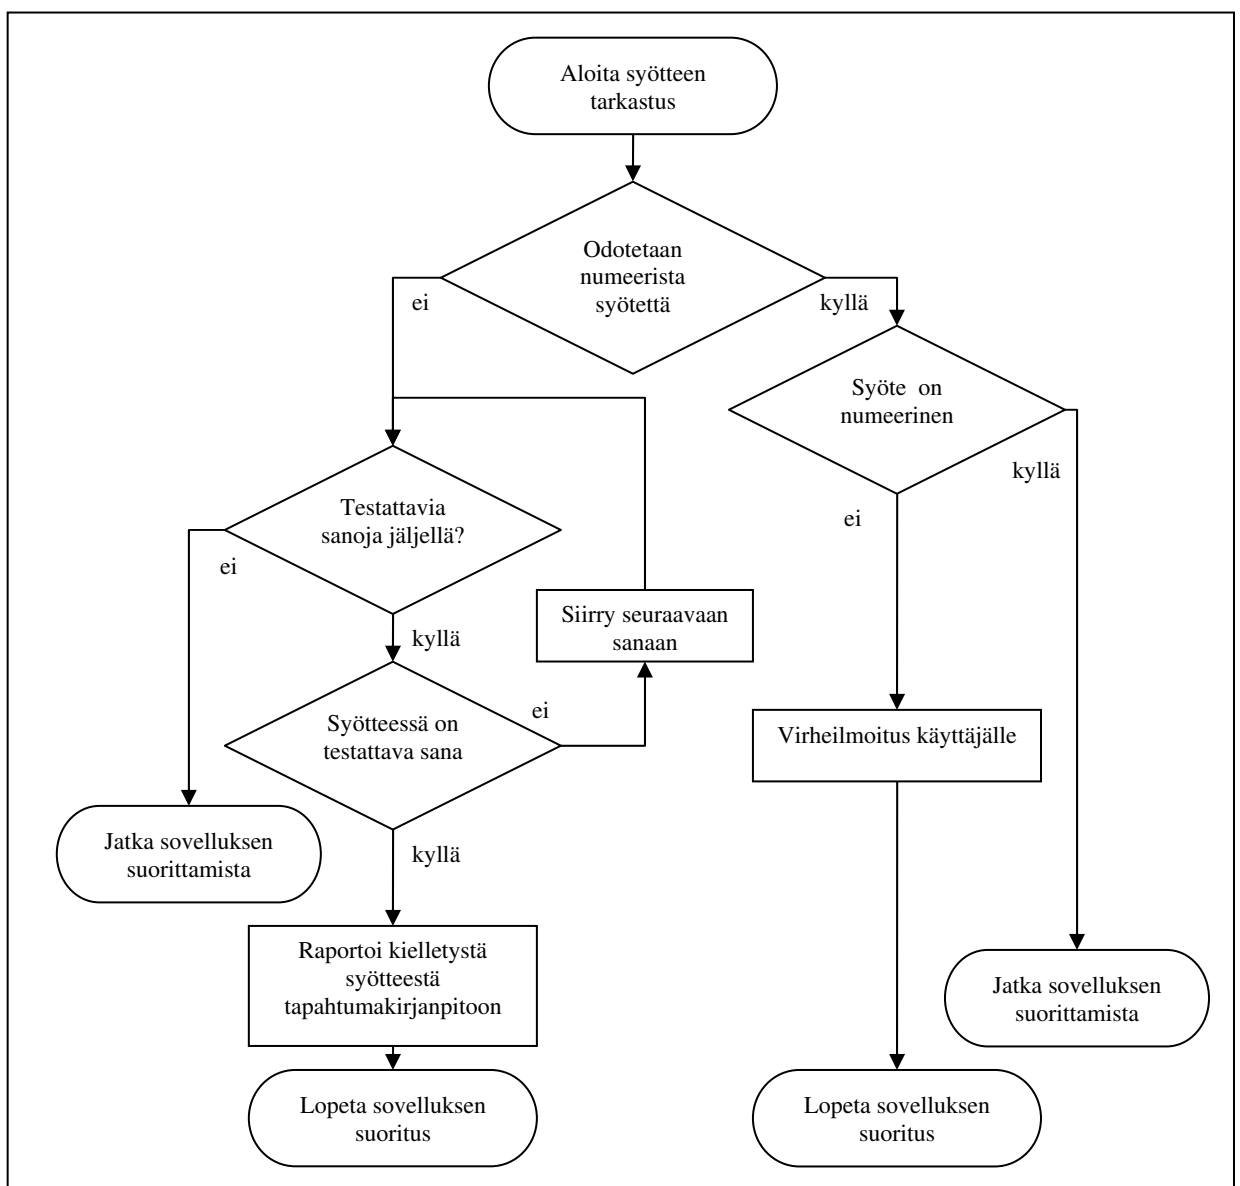 Aloita syötteen
tarkastus
Odotetaan
numeerista
syötettä
ei
kyllä
Syöte on
numeerinen
kyllä
ei
Testattavia
sanoja jäljellä?
ei
kyllä
Siirry seuraavaan
sanaan
ei
Syötteessä on
testattava sana
kyllä
Virheilmoitus käyttäjälle
Jatka sovelluksen
suorittamista
Raportoi kielletystä
syötteestä
tapahtumakirjanpitoon
Jatka sovelluksen
suorittamista
Lopeta sovelluksen
suoritus
Lopeta sovelluksen
suoritus